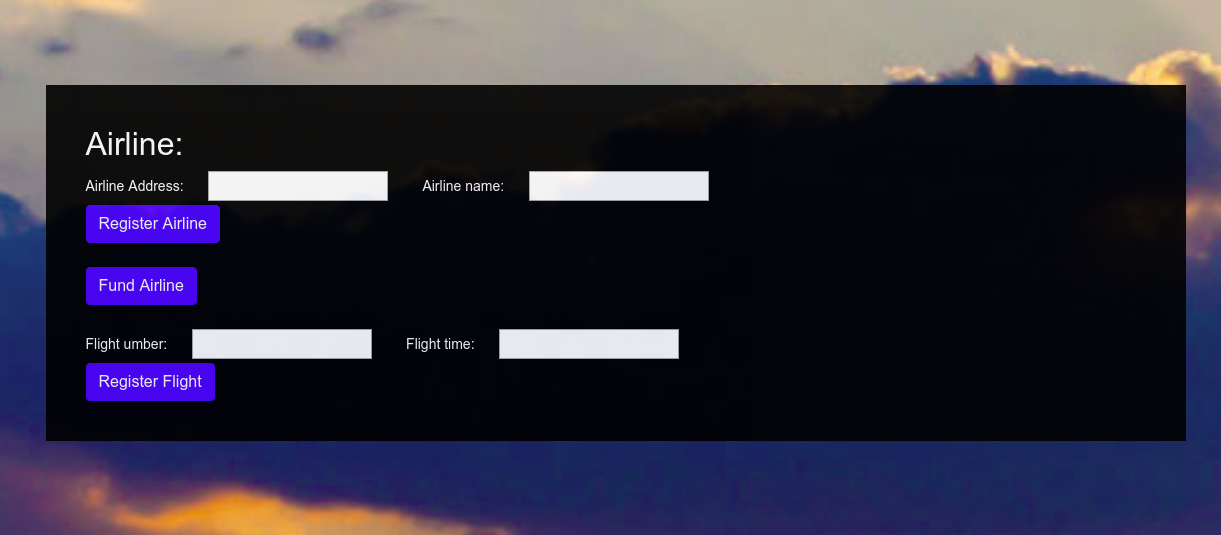 Airline:
Airline Address: Airline name:
Register Airline
Fund Airline
Flight umber: Flight time:
Register Flight